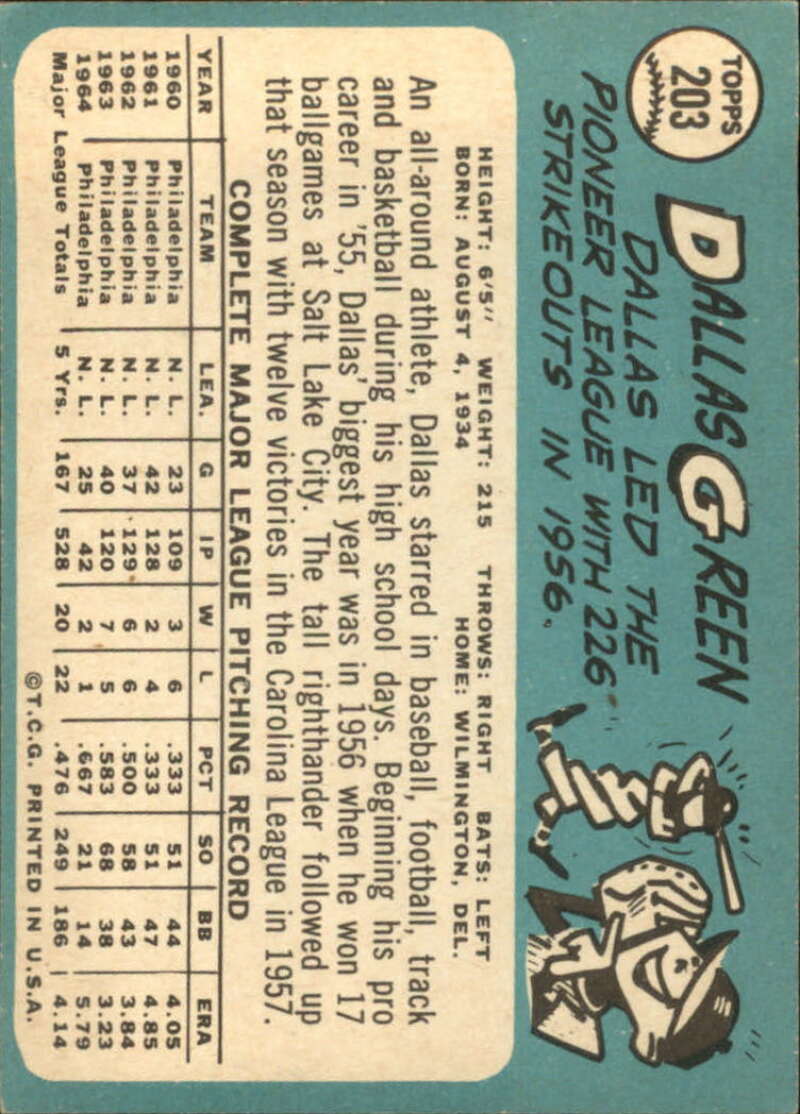 TOPPS
203
DALLAS GREEN
DALLAS LED THE
PIONEER LEAGUE WITH 226
STRIKEOUTS IN 1956.
HEIGHT: 6'5" WEIGHT: 215 THROWS: RIGHT BATS: LEFT
BORN: AUGUST 4, 1934 HOME: WILMINGTON, DEL.
An all-around athlete, Dallas starred in baseball, football, track
and basketball during his high school days. Beginning his pro
career in '55, Dallas' biggest year was in 1956 when he won 17
ballgames at Salt Lake City. The tall righthander followed up
that season with twelve victories in the Carolina League in 1957.
COMPLETE MAJOR LEAGUE PITCHING RECORD
YEAR TEAM LEA. G IP W L PCT SO BB ERA
1960 Philadelphia N. L. 23 109 3 6 .333 51 44 4.05
1961 Philadelphia N. L. 42 128 2 4 .333 51 47 4.85
1962 Philadelphia N. L. 37 129 6 6 .500 58 43 3.84
1963 Philadelphia N. L. 40 120 7 5 .583 68 38 3.23
1964 Philadelphia N. L. 25 42 2 1 .667 21 14 5.79
Major League Totals 5 Yrs. 167 528 20 22 .476 249 186 4.14
©T.C.G. PRINTED IN U.S.A.